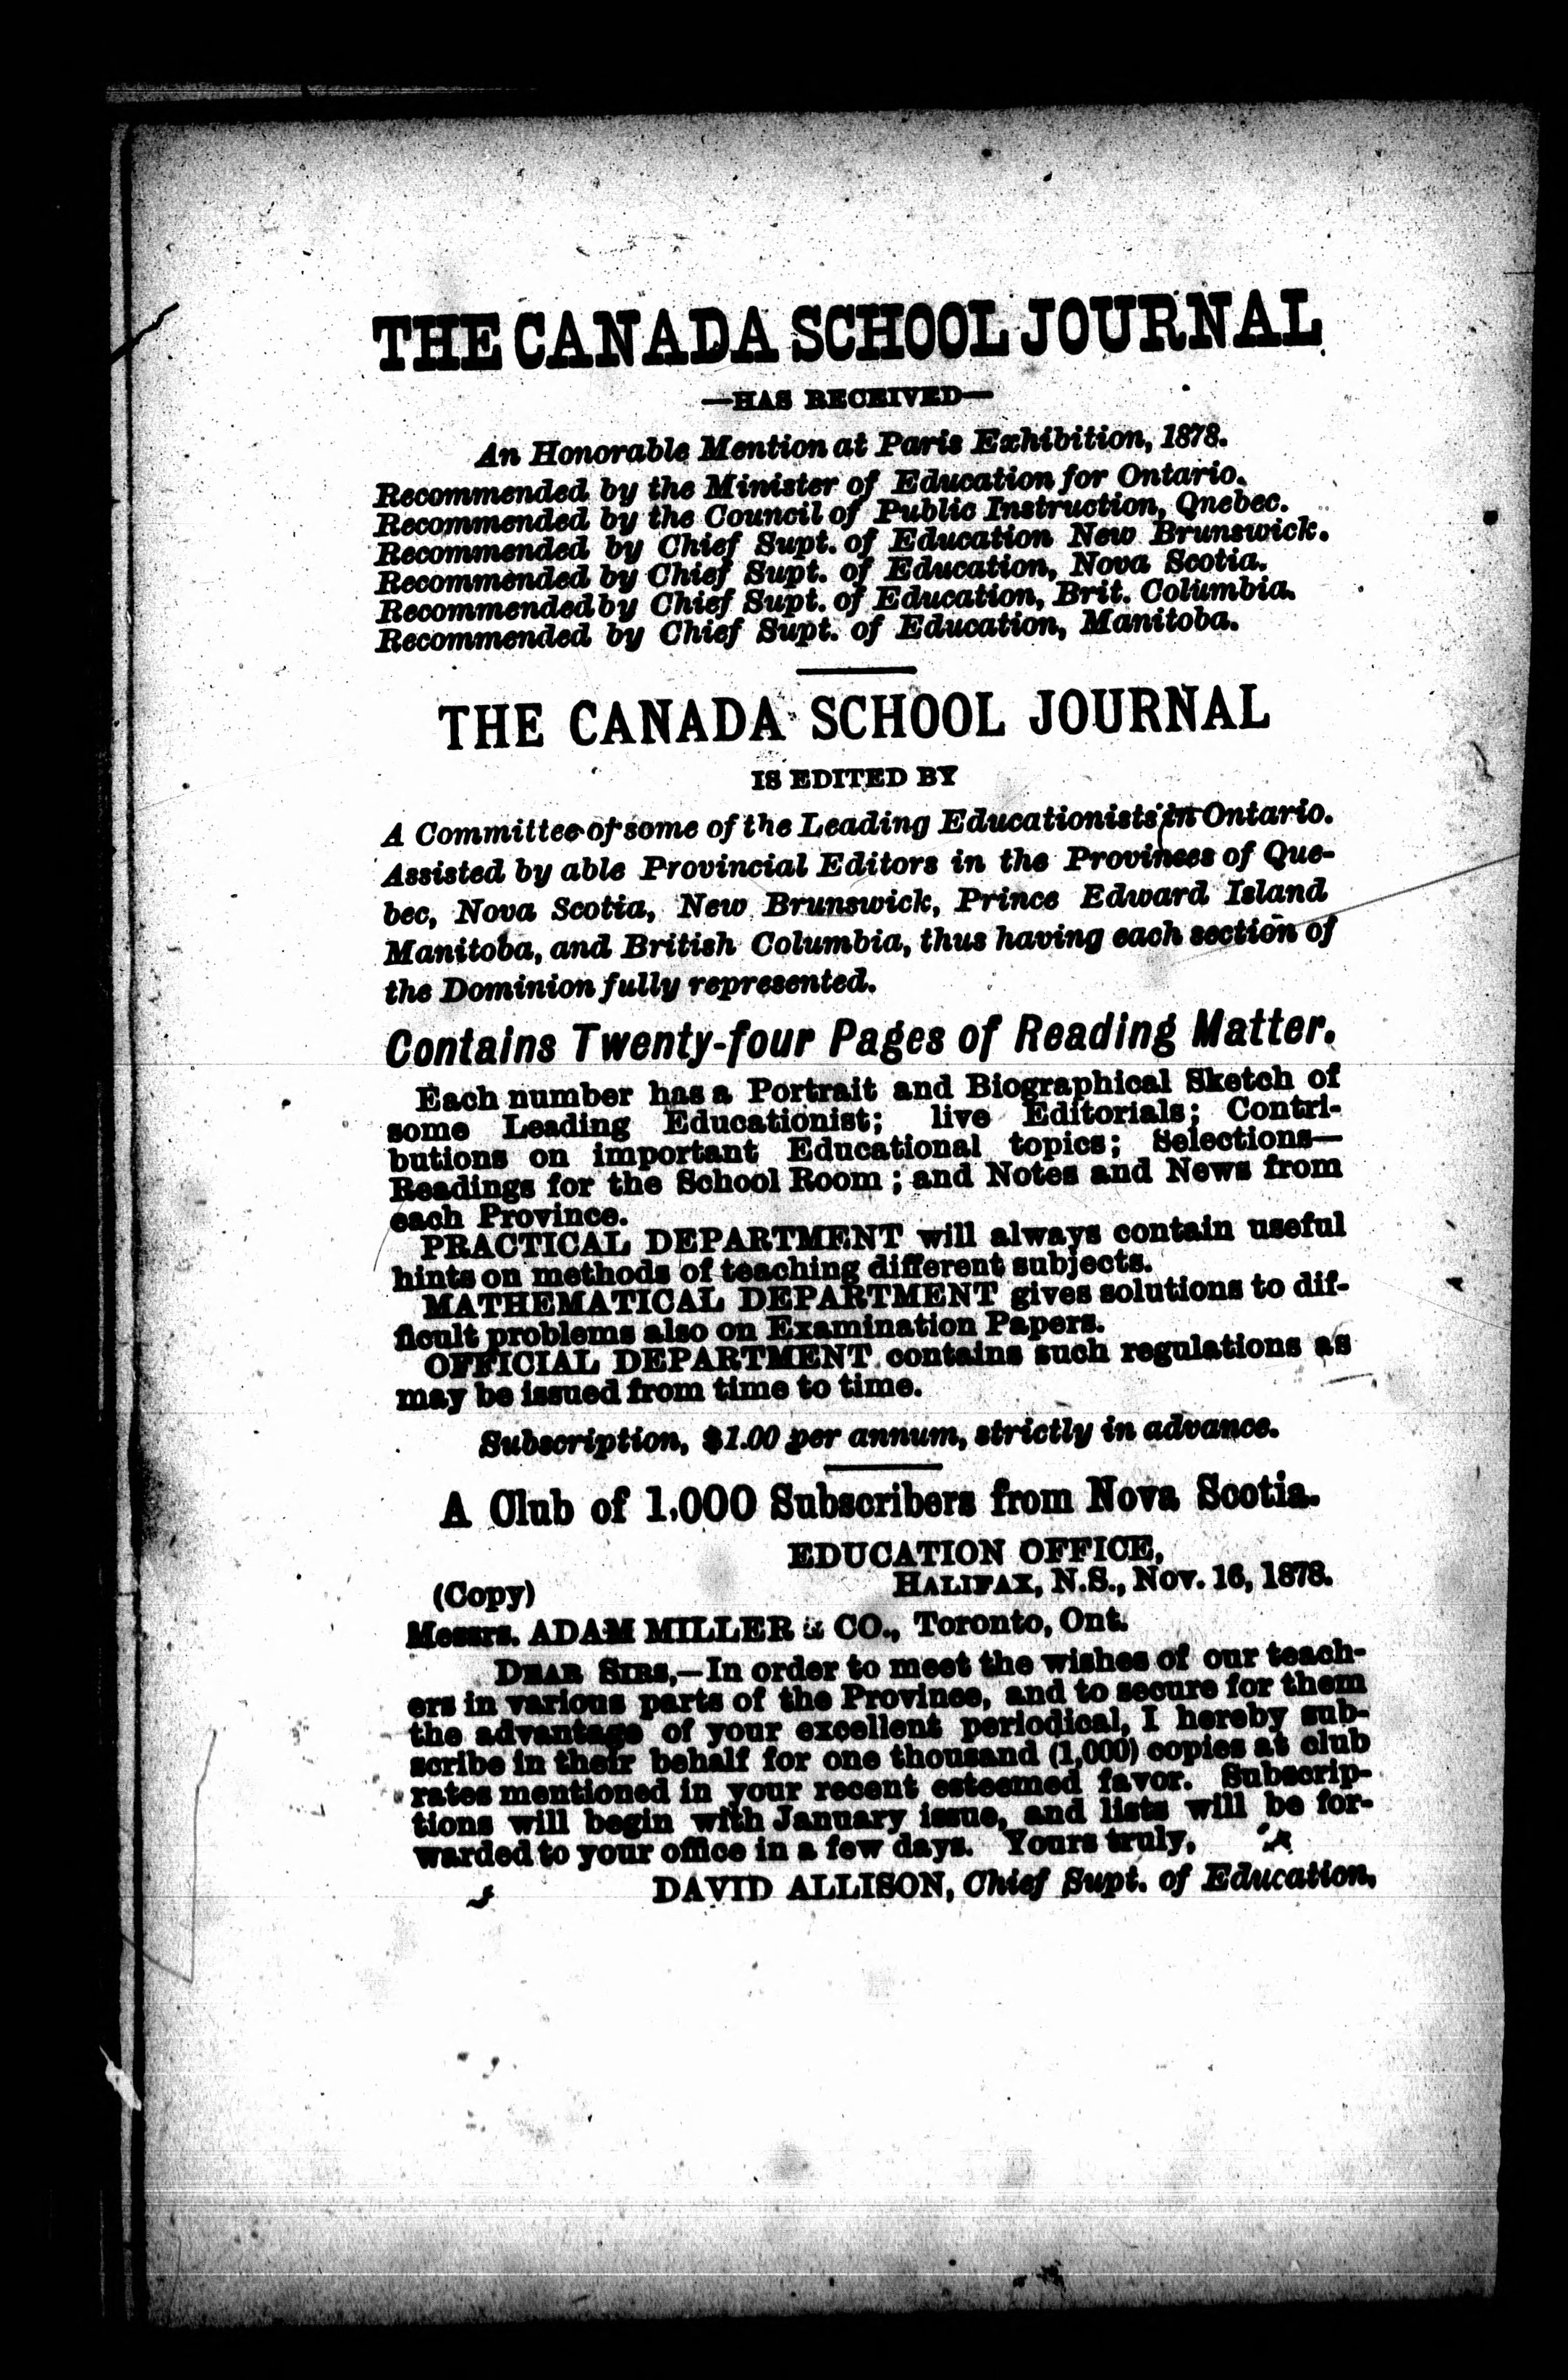 THE CANADA SCHOOL JOURNAL
—HAS RECEIVED—
An Honorable Mention at Paris Exhibition, 1878.
Recommended by the Minister of Education for Ontario.
Recommended by the Council of Public Instruction, Qnebec.
Recommended by Chief Supt. of Education New Brunswick.
Recommended by Chief Supt. of Education, Nova Scotia.
Recommended by Chief Supt. of Education, Brit. Columbia.
Recommended by Chief Supt. of Education, Manitoba.
THE CANADA SCHOOL JOURNAL
IS EDITED BY
A Committee of some of the Leading Educationists in Ontario.
Assisted by able Provincial Editors in the Provinces of Que-
bec, Nova Scotia, New Brunswick, Prince Edward Island
Manitoba, and British Columbia, thus having each section of
the Dominion fully represented.
Contains Twenty-four Pages of Reading Matter.
Each number has a Portrait and Biographical Sketch of
some Leading Educationist; live Editorials; Contri-
butions on important Educational topics; Selections—
Readings for the School Room; and Notes and News from
each Province.
PRACTICAL DEPARTMENT will always contain useful
hints on methods of teaching different subjects.
MATHEMATICAL DEPARTMENT gives solutions to dif-
ficult problems also on Examination Papers.
OFFICIAL DEPARTMENT contains such regulations as
may be issued from time to time.
Subscription, $1.00 per annum, strictly in advance.
A Club of 1,000 Subscribers from Nova Scotia.
EDUCATION OFFICE,
(Copy) HALIFAX, N.S., Nov. 16, 1878.
Messrs. ADAM MILLER & CO., Toronto, Ont.
DEAR SIRS,—In order to meet the wishes of our teach-
ers in various parts of the Province, and to secure for them
the advantage of your excellent periodical, I hereby sub-
scribe in their behalf for one thousand (1,000) copies at club
rates mentioned in your recent esteemed favor. Subscrip-
tions will begin with January issue, and lists will be for-
warded to your office in a few days. Yours truly,
DAVID ALLISON, Chief Supt. of Education.